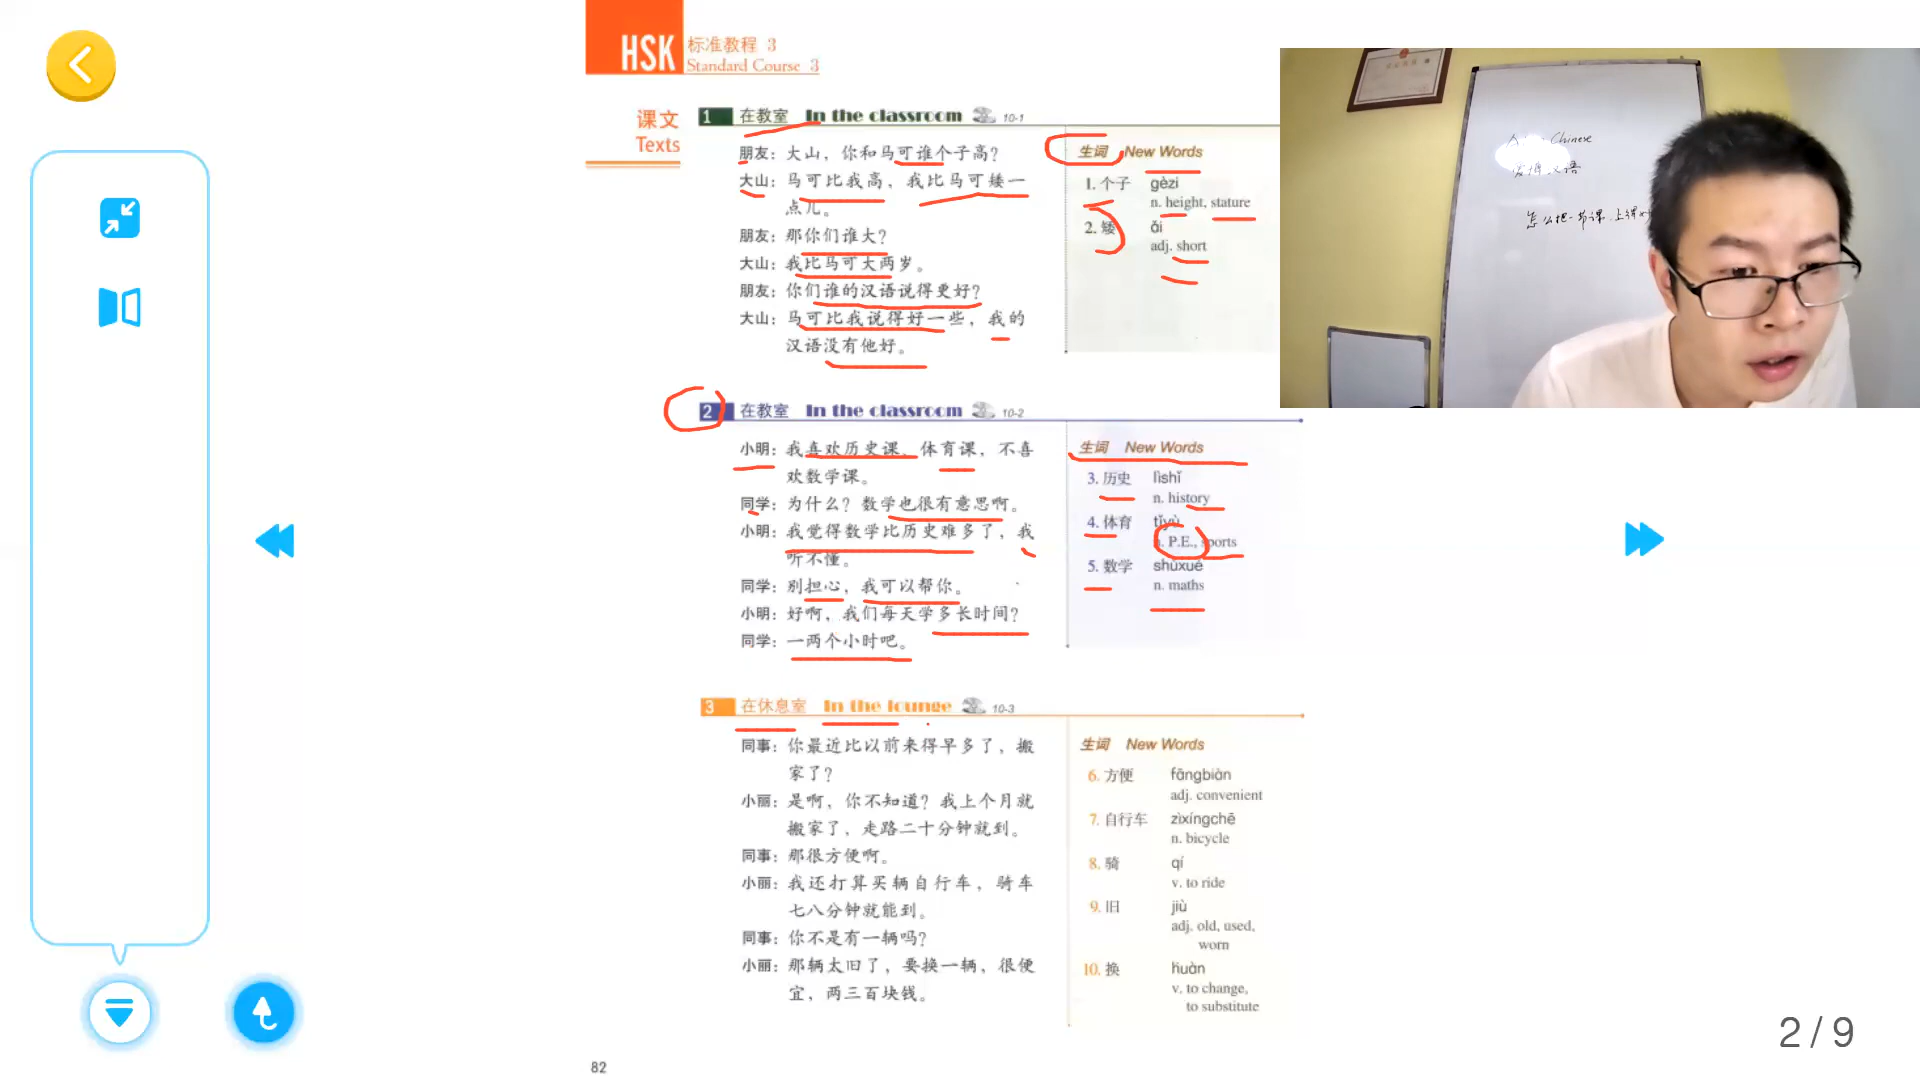 HSK 标准教程 3
Standard Course 3
课文
Texts
1 在教室 In the classroom 10-1
朋友：大山，你和马可谁个子高？
大山：马可比我高，我比马可矮一
点儿。
朋友：那你们谁大？
大山：我比马可大两岁。
朋友：你们谁的汉语说得更好？
大山：马可比我说得好一些，我的
汉语没有他好。
生词 New Words
1. 个子 gèzi
n. height, stature
2. 矮 ǎi
adj. short
2 在教室 In the classroom 10-2
小明：我喜欢历史课、体育课，不喜
欢数学课。
同学：为什么？数学也很有意思啊。
小明：我觉得数学比历史难多了，我
听不懂。
同学：别担心，我可以帮你。
小明：好啊，我们每天学多长时间？
同学：一两个小时吧。
生词 New Words
3. 历史 lìshǐ
n. history
4. 体育 tǐyù
n. P.E., sports
5. 数学 shùxué
n. maths
3 在休息室 In the lounge 10-3
同事：你最近比以前来得早多了，搬
家了？
小丽：是啊，你不知道？我上个月就
搬家了，走路二十分钟就到。
同事：那很方便啊。
小丽：我还打算买辆自行车，骑车
七八分钟就能到。
同事：你不是有一辆吗？
小丽：那辆太旧了，要换一辆，很便
宜，两三百块钱。
生词 New Words
6. 方便 fāngbiàn
adj. convenient
7. 自行车 zìxíngchē
n. bicycle
8. 骑 qí
v. to ride
9. 旧 jiù
adj. old, used,
worn
10. 换 huàn
v. to change,
to substitute
82
Chinese
怎么把一节课上得
2/9